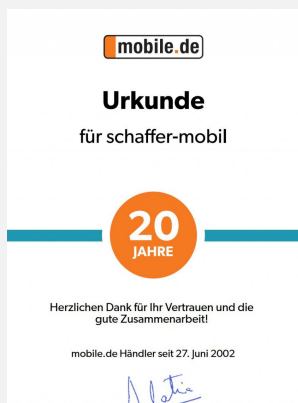 mobile.de
Urkunde
für schaffer-mobil
20
JAHRE
Herzlichen Dank für Ihr Vertrauen und die
gute Zusammenarbeit!
mobile.de Händler seit 27. Juni 2002